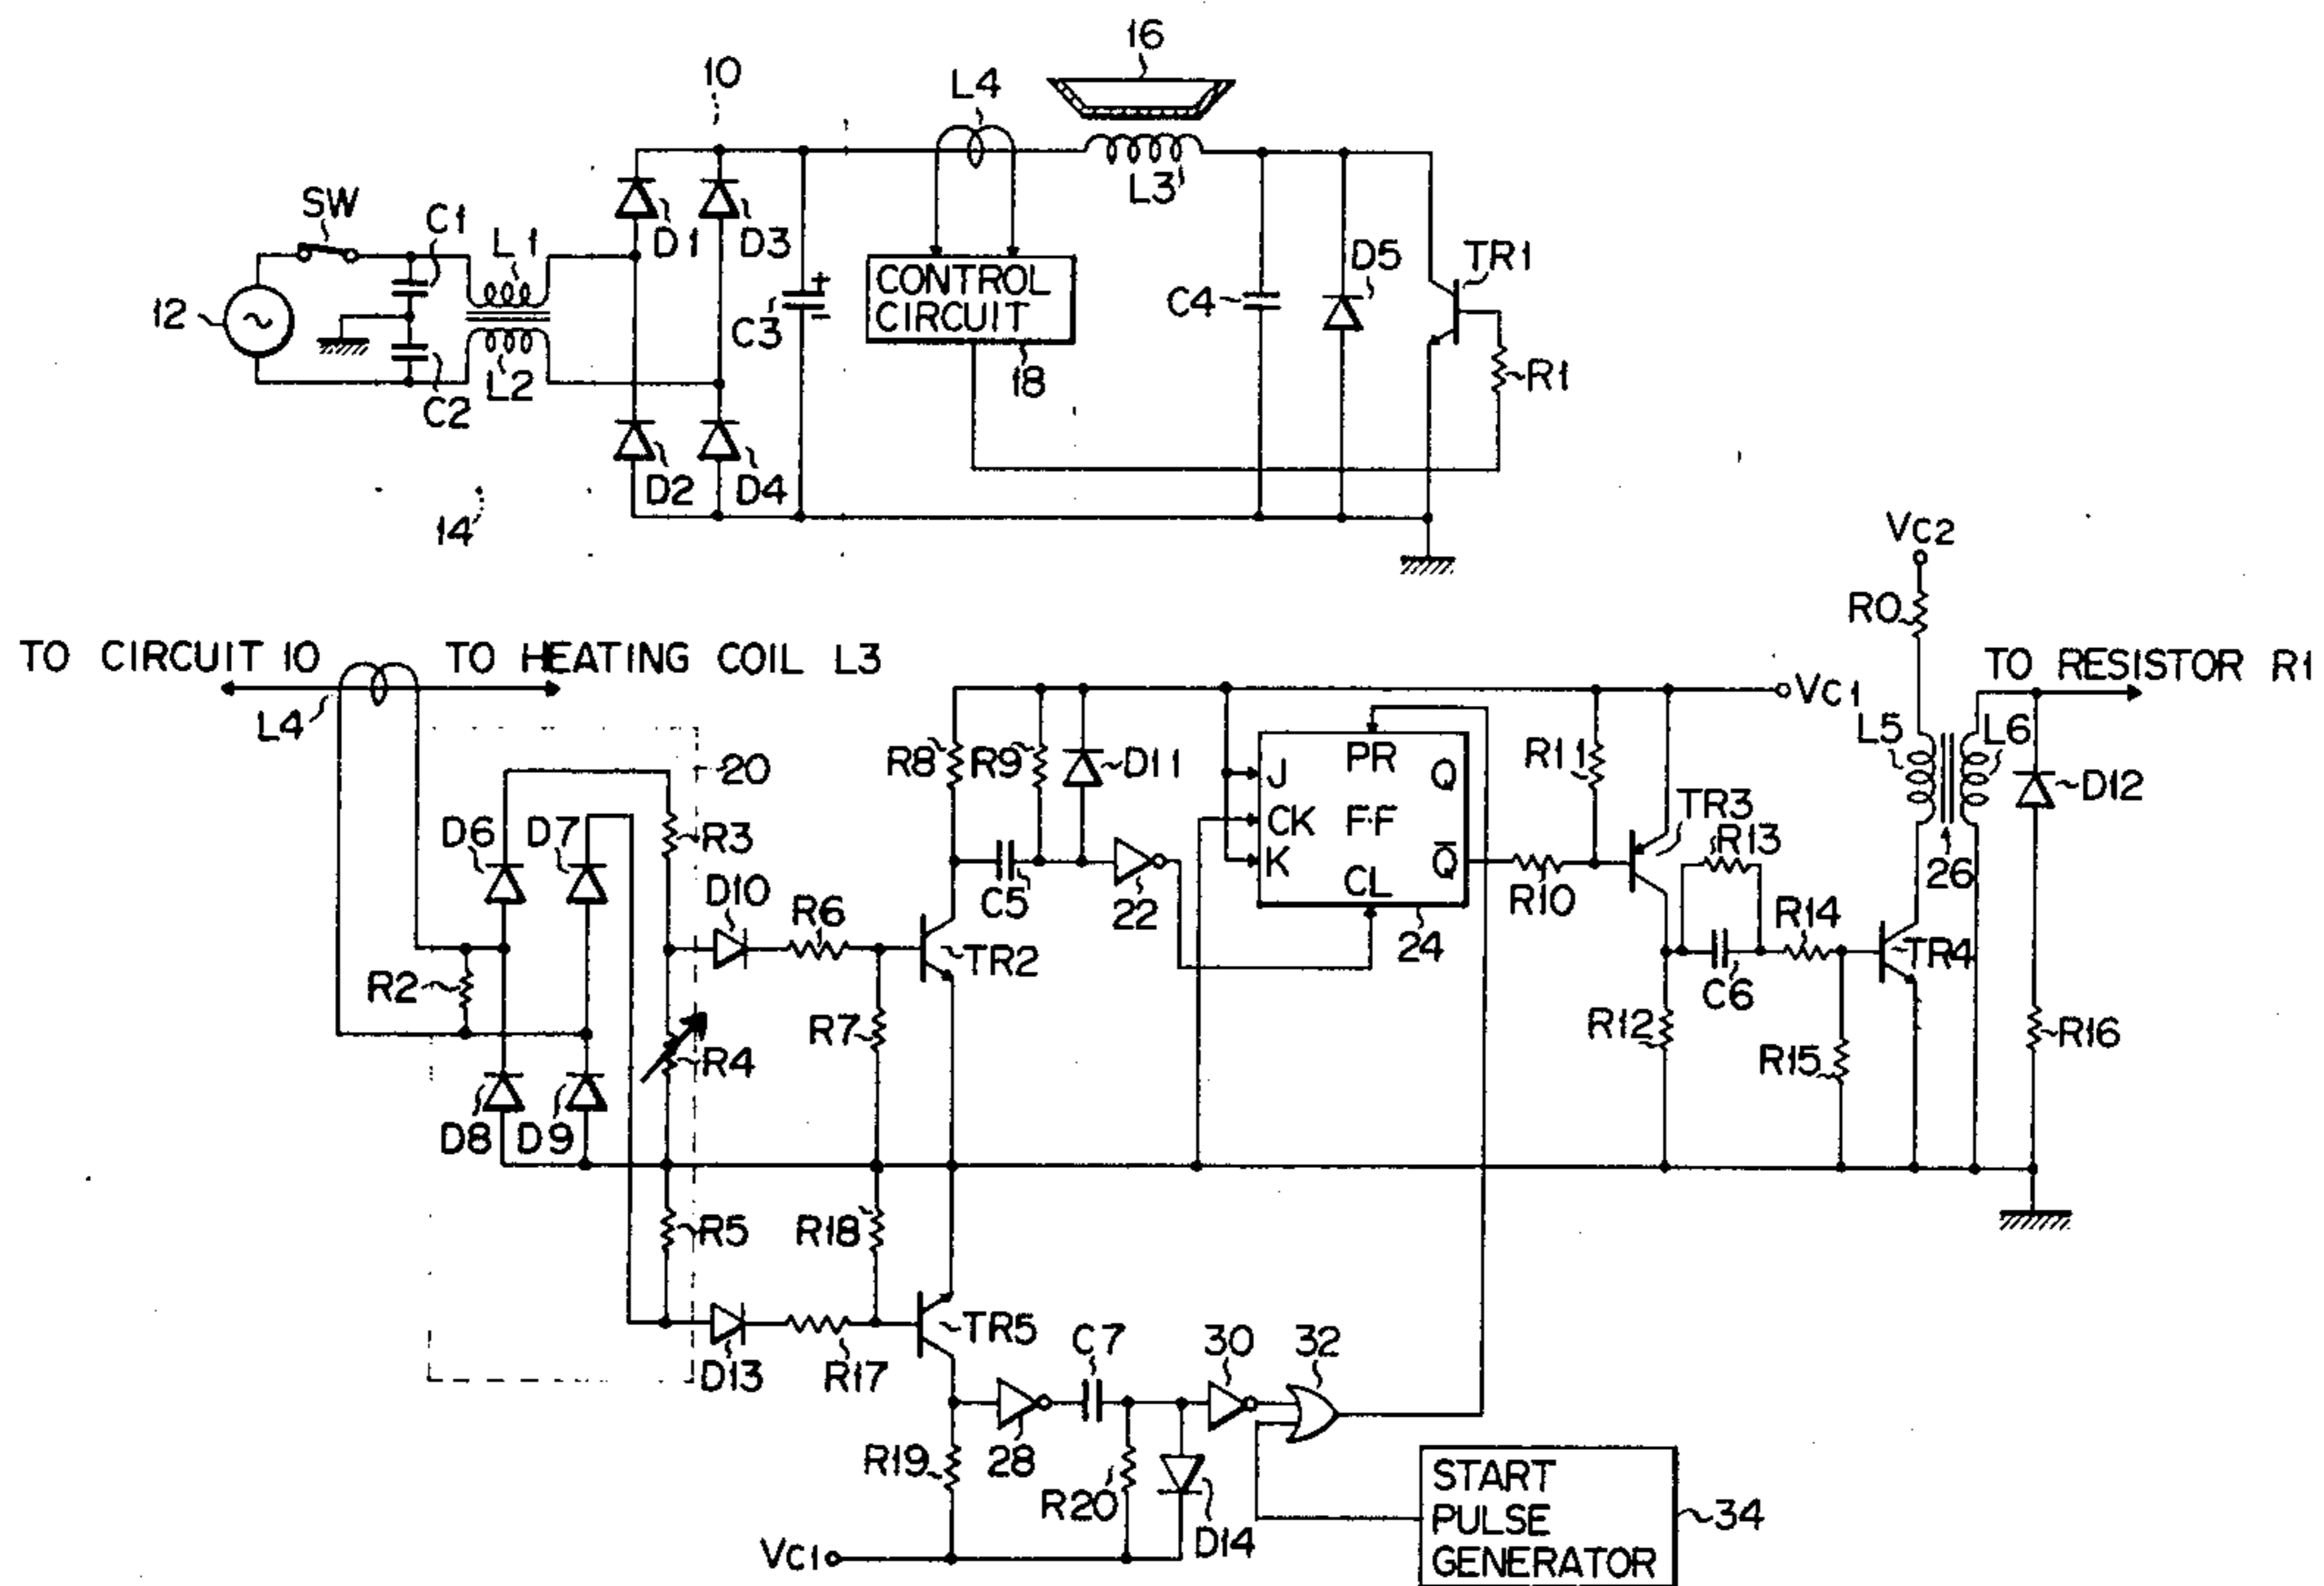 16
10
L4
SW
C1
L1
D1
D3
L3
12
C3
+
−
CONTROL
CIRCUIT
18
C4
D5
TR1
R1
C2
L2
D2
D4
14
VC2
R0
TO CIRCUIT 10
TO HEATING COIL L3
TO RESISTOR R1
L4
VC1
L5
L6
20
R8
R9
D11
J
PR
Q
CK
F·F
K
CL
Q̅
R11
TR3
R13
D12
D6
D7
R3
D10
R6
C5
22
24
R10
R14
26
R2
TR2
C6
TR4
R7
R12
R4
R15
R16
D8
D9
R5
R18
TR5
C7
30
32
D13
R17
R19
28
R20
D14
START
PULSE
GENERATOR
34
VC1